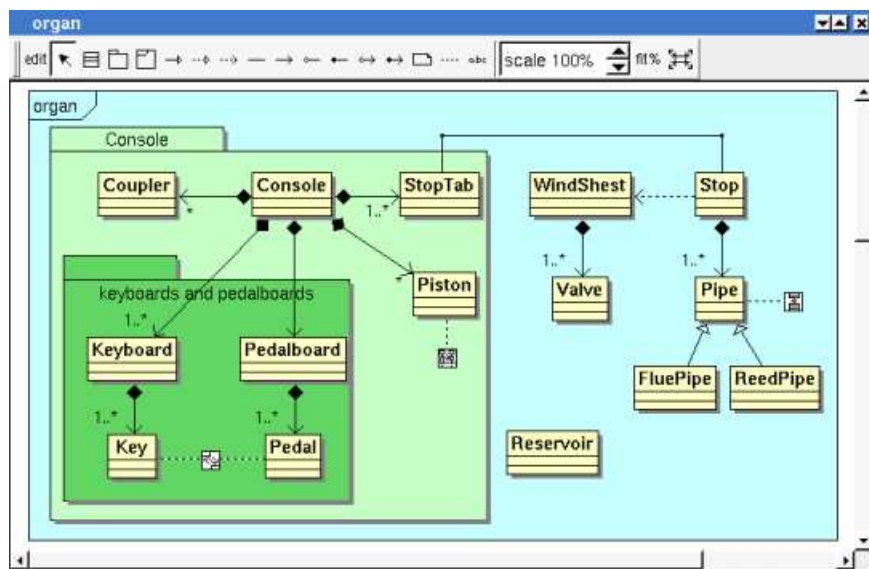 organ
edit abc scale 100% fit%
organ
Console
Coupler Console StopTab WindShest Stop
* 1..*
1..* 1..*
Piston Valve Pipe
*
keyboards and pedalboards
1..*
Keyboard Pedalboard
FluePipe ReedPipe
1..* 1..*
Key Pedal Reservoir